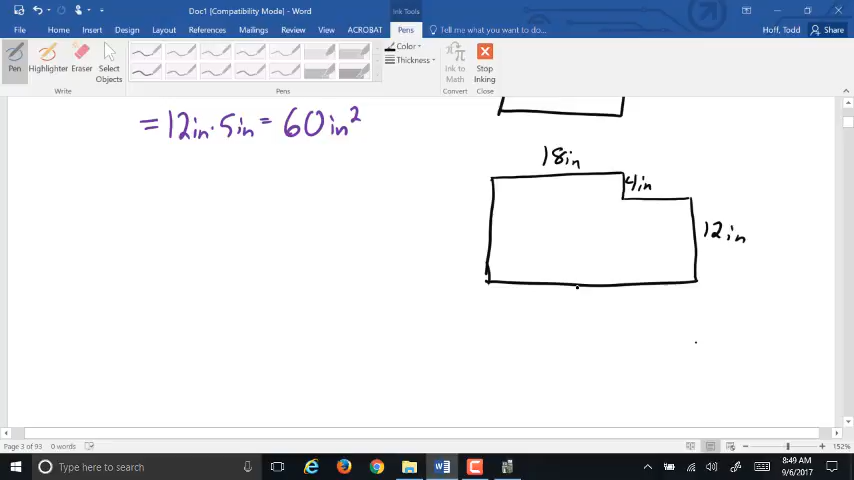 Doc1 [Compatibility Mode] - Word
Ink Tools
File Home Insert Design Layout References Mailings Review View ACROBAT Pens Tell me what you want to do... Hoff, Todd Share
Pen Highlighter Eraser Select Objects
Color
Thickness
Ink to Math
Stop Inking
Write Pens Convert Close
= 12in · 5in = 60in²
18in
4in
12in
Page 3 of 93 0 words 152%
Type here to search
8:49 AM
9/6/2017